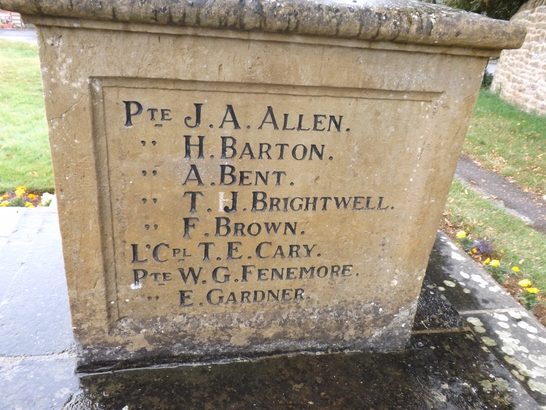 PTE J. A. ALLEN.
" H. BARTON.
" A. BENT.
" T. J. BRIGHTWELL.
" F. BROWN.
L'CPL T. E. CARY.
PTE W. G. FENEMORE.
" E. GARDNER.